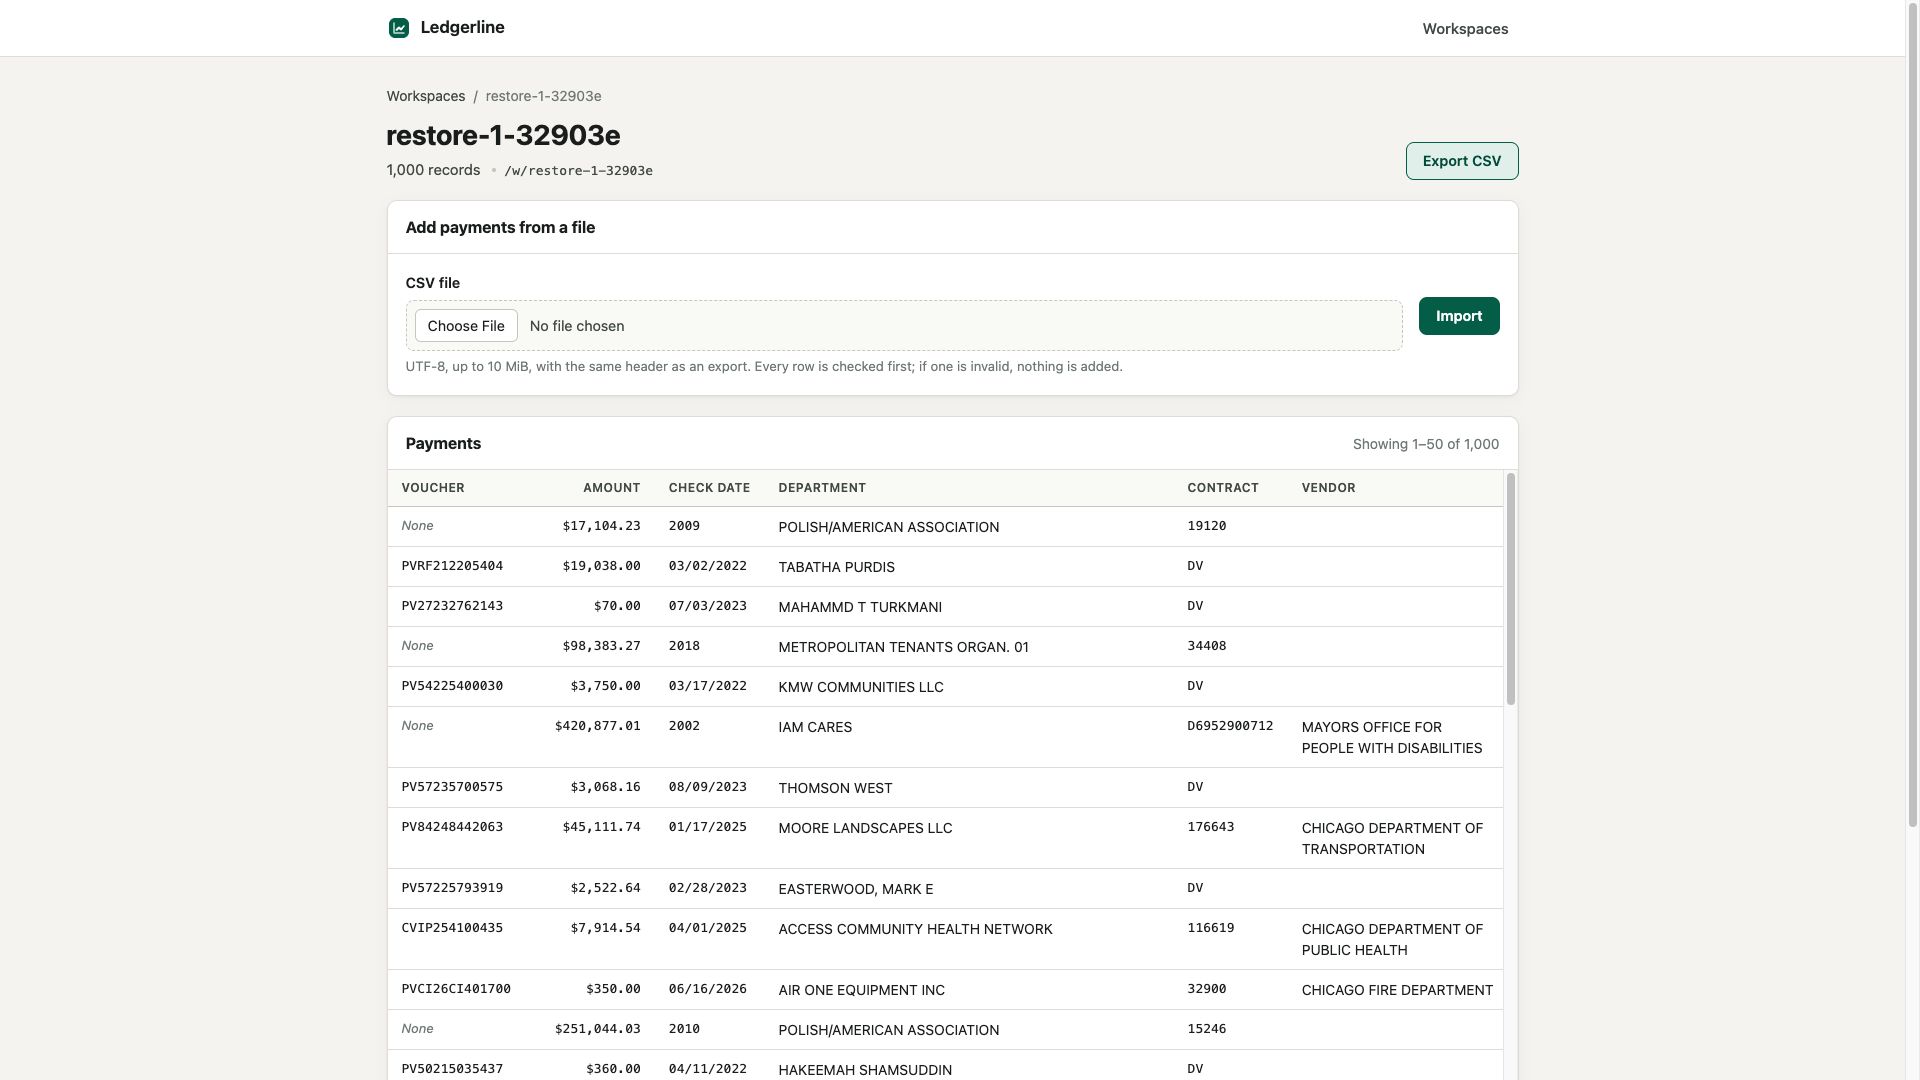 Ledgerline
Workspaces
Workspaces / restore-1-32903e
restore-1-32903e
1,000 records • /w/restore-1-32903e
Export CSV
Add payments from a file
CSV file
Choose File No file chosen
Import
UTF-8, up to 10 MiB, with the same header as an export. Every row is checked first; if one is invalid, nothing is added.
Payments
Showing 1–50 of 1,000
VOUCHER AMOUNT CHECK DATE DEPARTMENT CONTRACT VENDOR
None $17,104.23 2009 POLISH/AMERICAN ASSOCIATION 19120
PVRF212205404 $19,038.00 03/02/2022 TABATHA PURDIS DV
PV27232762143 $70.00 07/03/2023 MAHAMMD T TURKMANI DV
None $98,383.27 2018 METROPOLITAN TENANTS ORGAN. 01 34408
PV54225400030 $3,750.00 03/17/2022 KMW COMMUNITIES LLC DV
None $420,877.01 2002 IAM CARES D6952900712 MAYORS OFFICE FOR
PEOPLE WITH DISABILITIES
PV57235700575 $3,068.16 08/09/2023 THOMSON WEST DV
PV84248442063 $45,111.74 01/17/2025 MOORE LANDSCAPES LLC 176643 CHICAGO DEPARTMENT OF
TRANSPORTATION
PV57225793919 $2,522.64 02/28/2023 EASTERWOOD, MARK E DV
CVIP254100435 $7,914.54 04/01/2025 ACCESS COMMUNITY HEALTH NETWORK 116619 CHICAGO DEPARTMENT OF
PUBLIC HEALTH
PVCI26CI401700 $350.00 06/16/2026 AIR ONE EQUIPMENT INC 32900 CHICAGO FIRE DEPARTMENT
None $251,044.03 2010 POLISH/AMERICAN ASSOCIATION 15246
PV50215035437 $360.00 04/11/2022 HAKEEMAH SHAMSUDDIN DV